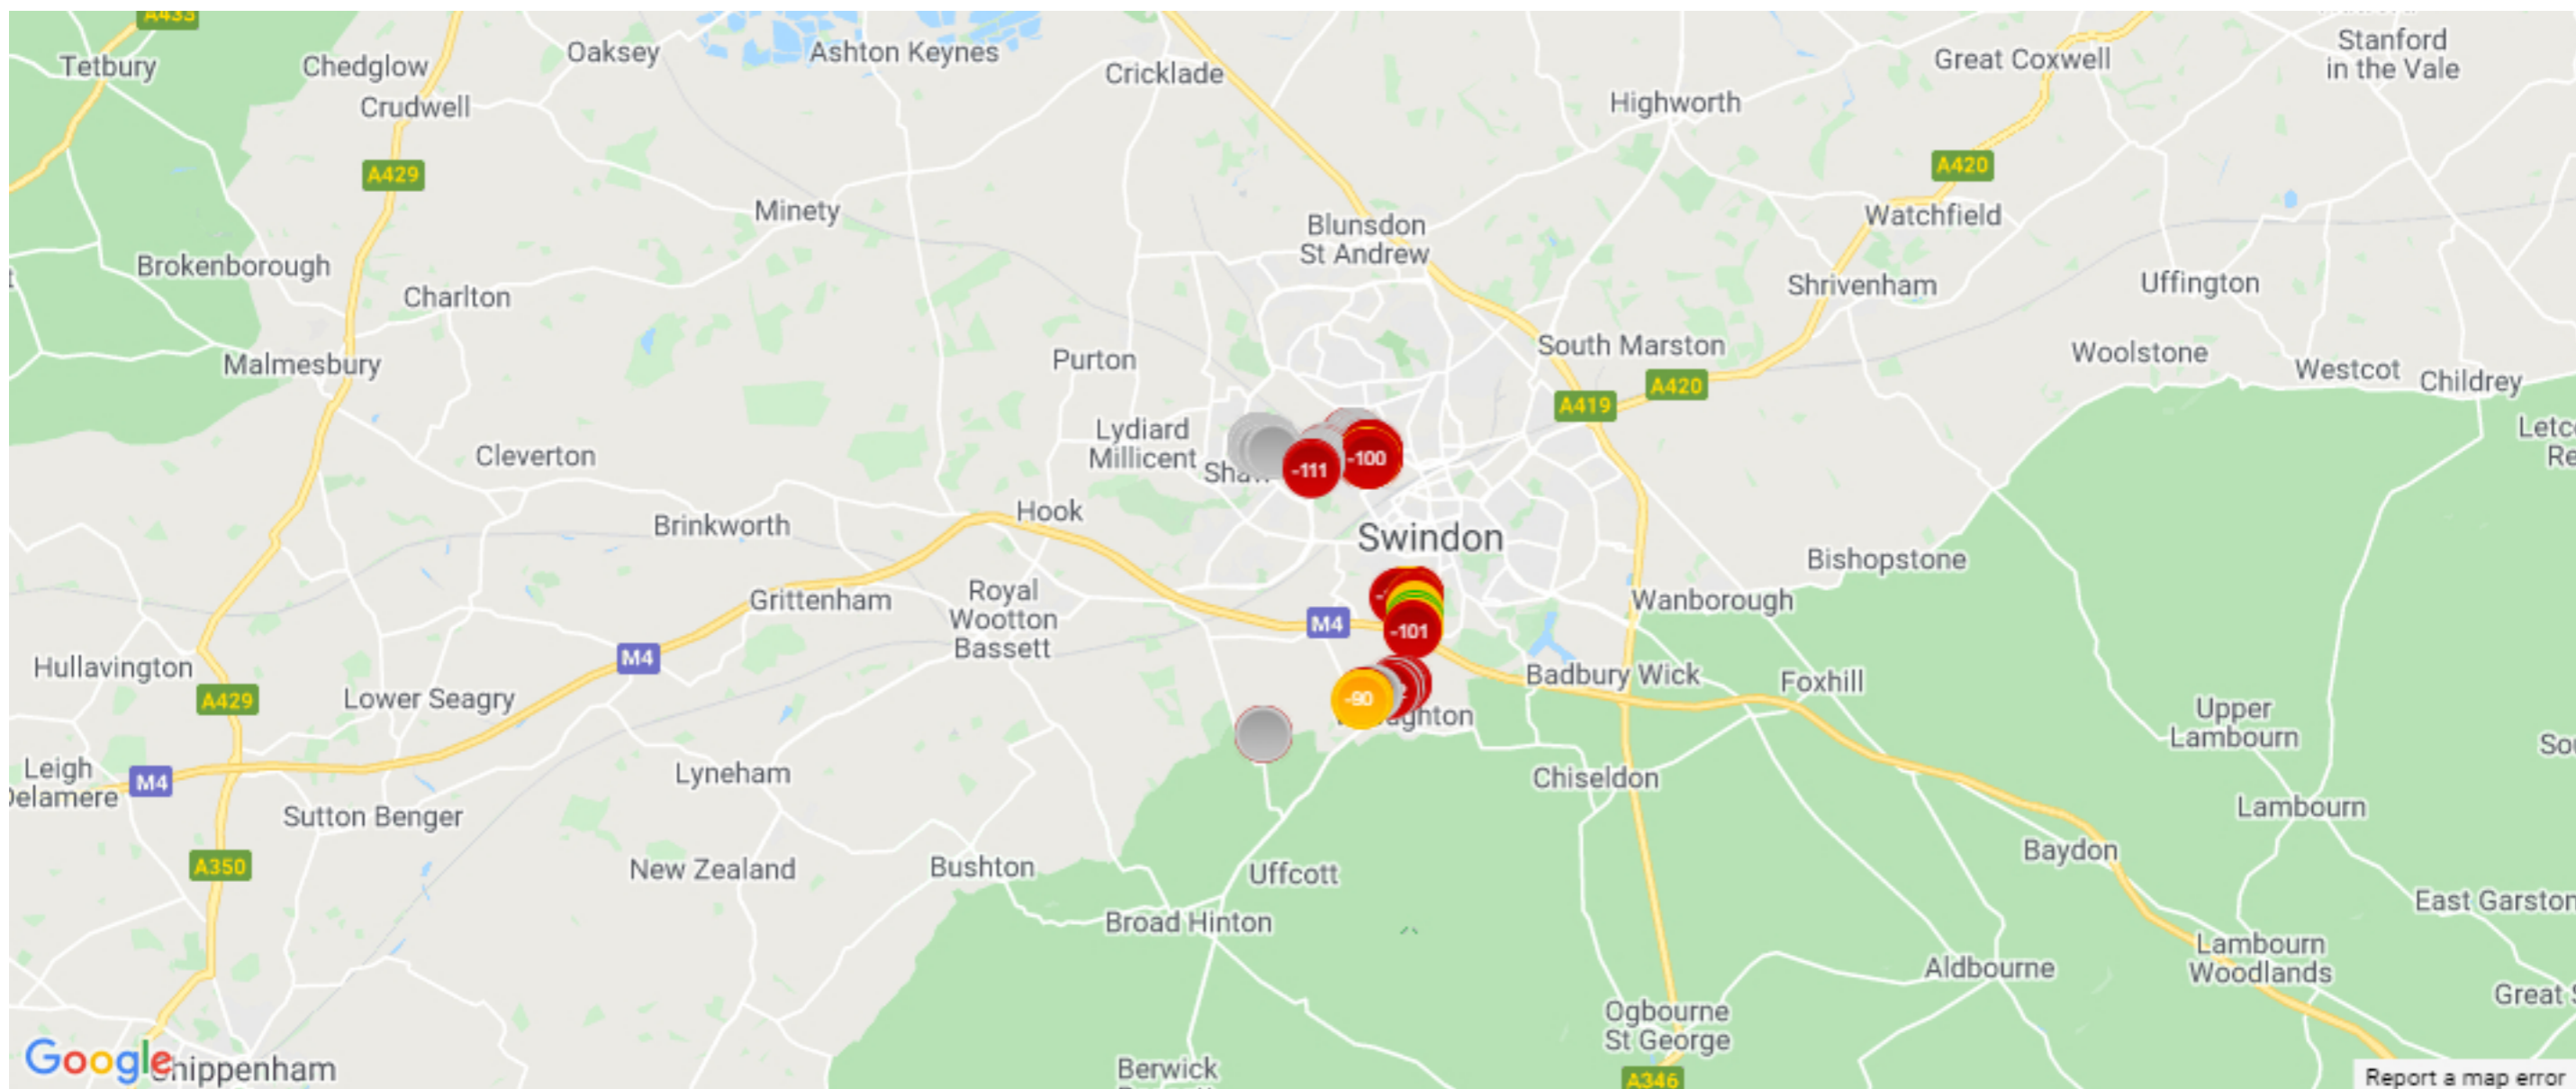 A433
Tetbury
Chedglow
Oaksey
Ashton Keynes
Cricklade
Great Coxwell
Stanford
in the Vale
Crudwell
Highworth
A429
A420
Minety
Watchfield
Blunsdon
St Andrew
Brokenborough
Charlton
Shrivenham
Uffington
Malmesbury
Purton
South Marston
Woolstone
Westcot
Childrey
A420
A419
Lydiard
Millicent
Cleverton
-111
-100
Hook
Brinkworth
Swindon
Bishopstone
Grittenham
Royal
Wootton
Bassett
M4
-101
Wanborough
M4
Hullavington
A429
Lower Seagry
-90
Badbury Wick
Foxhill
Upper
Lambourn
Leigh
Delamere
M4
Lyneham
Chiseldon
Sutton Benger
Lambourn
A350
New Zealand
Bushton
Uffcott
Baydon
East Garston
Broad Hinton
Aldbourne
Lambourn
Woodlands
Great
Ogbourne
St George
Google
Berwick
A346
Report a map error